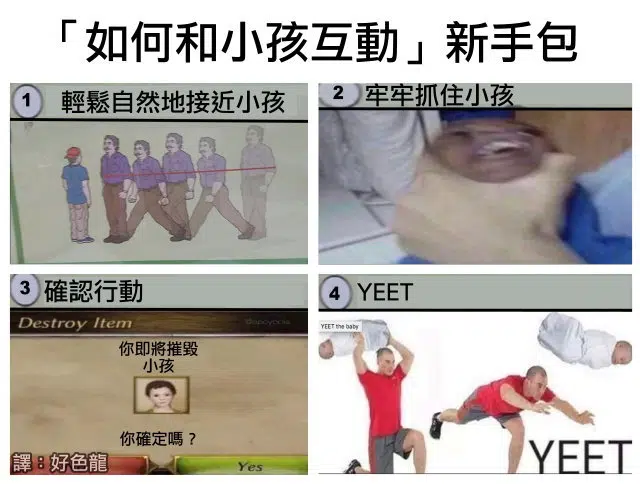 「如何和小孩互動」新手包
1 輕鬆自然地接近小孩
2 牢牢抓住小孩
3 確認行動
Destroy Item
你即將摧毀
小孩
你確定嗎？
譯：好色龍
Yes
4 YEET
YEET the baby
YEET